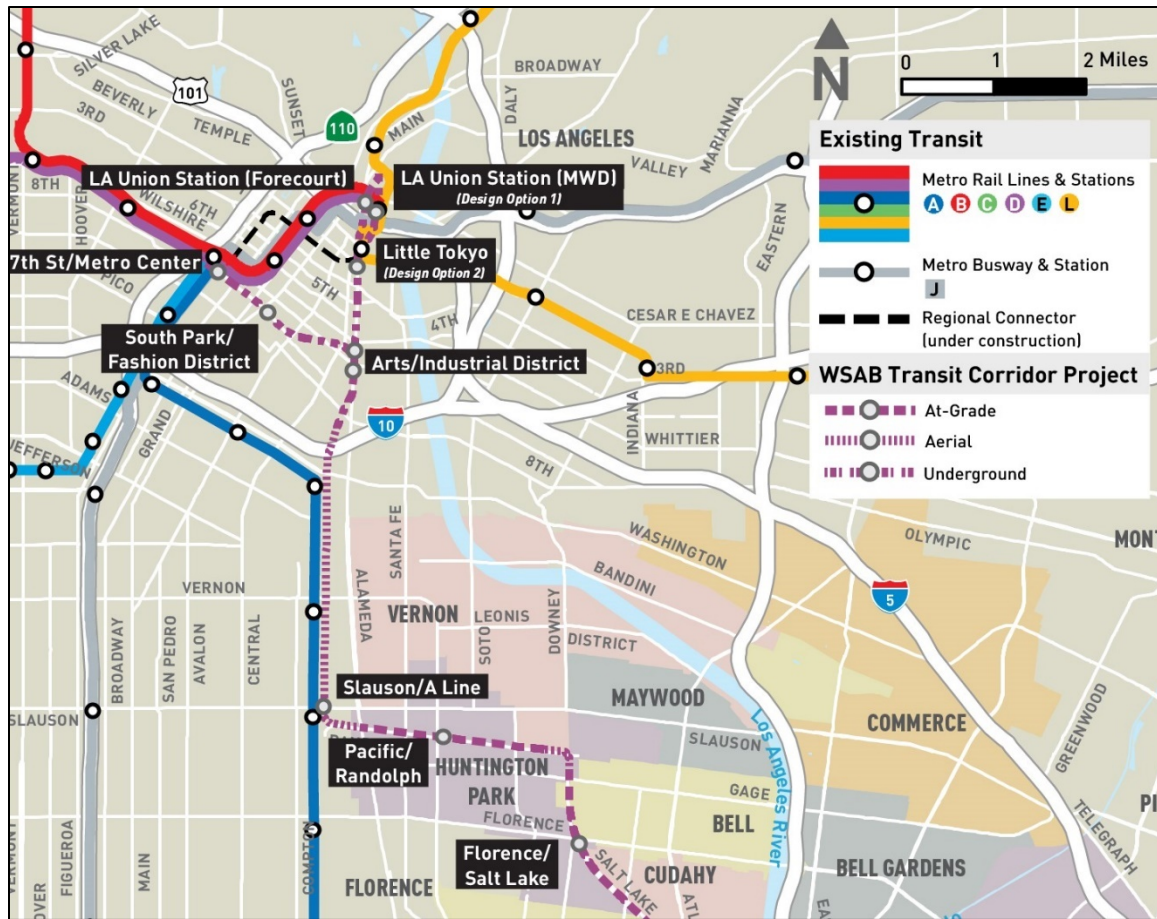 SILVER LAKE
BROADWAY
DALY
MARIANNA
0 1 2 Miles
N
101
BEVERLY
SUNSET
3RD
TEMPLE
110
MAIN
LOS ANGELES
VALLEY
Existing Transit
Metro Rail Lines & Stations
A B C D E L
Metro Busway & Station
J
Regional Connector
(under construction)
WSAB Transit Corridor Project
At-Grade
Aerial
Underground
VERMONT
8TH
HOOVER
WILSHIRE
6TH
LA Union Station (Forecourt)
LA Union Station (MWD)
(Design Option 1)
EASTERN
7th St/Metro Center
Little Tokyo
(Design Option 2)
PICO
5TH
4TH
CESAR E CHAVEZ
South Park/
Fashion District
Arts/Industrial District
3RD
ADAMS
GRAND
10
INDIANA
WHITTIER
JEFFERSON
8TH
OLYMPIC
WASHINGTON
BANDINI
SANTA FE
ALAMEDA
VERNON
VERNON
LEONIS
SOTO
DOWNEY
DISTRICT
5
BROADWAY
SAN PEDRO
AVALON
CENTRAL
Slauson/A Line
MAYWOOD
COMMERCE
GREENWOOD
SLAUSON
SLAUSON
Los Angeles River
Pacific/
Randolph
HUNTINGTON
PARK
GAGE
FLORENCE
BELL
TELEGRAPH
VERMONT
FIGUEROA
MAIN
COMPTON
FLORENCE
Florence/
Salt Lake
SALT LAKE
CUDAHY
BELL GARDENS